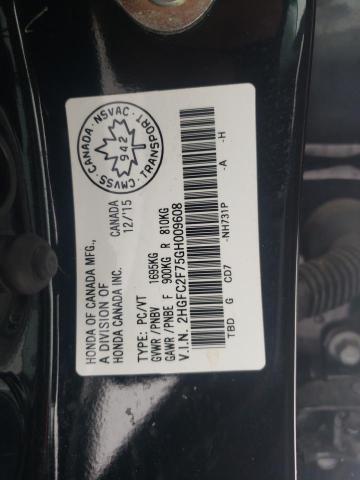 HONDA OF CANADA MFG., CANADA
A DIVISION OF 12/'15
HONDA CANADA INC.
CANADA · NSVAC · TRANSPORT · CMVSS
942
TYPE: PC/VT
GVWR / PNBV 1695KG
GAWR / PNBE F 900KG R 810KG
V.I.N. 2HGFC2F75GH009608
TBD G CD7 -NH731P -A -H